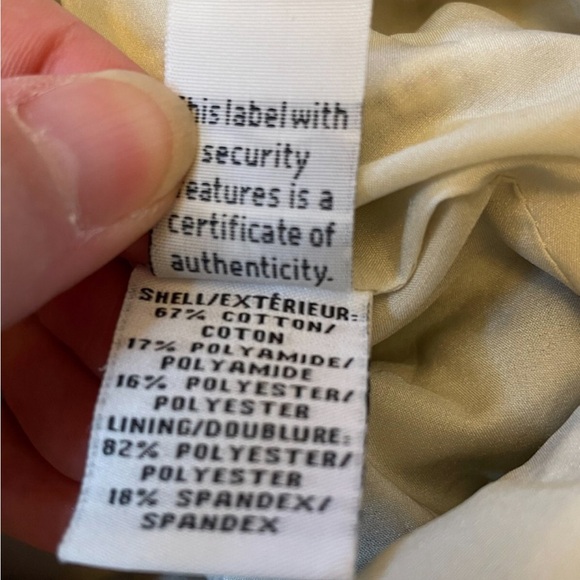 This label with
security
features is a
certificate of
authenticity.
SHELL/EXTÉRIEUR:
67% COTTON/
COTON
17% POLYAMIDE/
POLYAMIDE
16% POLYESTER/
POLYESTER
LINING/DOUBLURE:
82% POLYESTER/
POLYESTER
18% SPANDEX/
SPANDEX